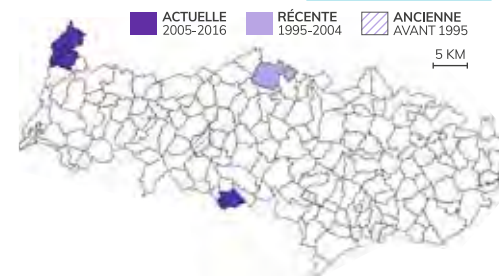 ACTUELLE
2005-2016
RÉCENTE
1995-2004
ANCIENNE
AVANT 1995
5 KM